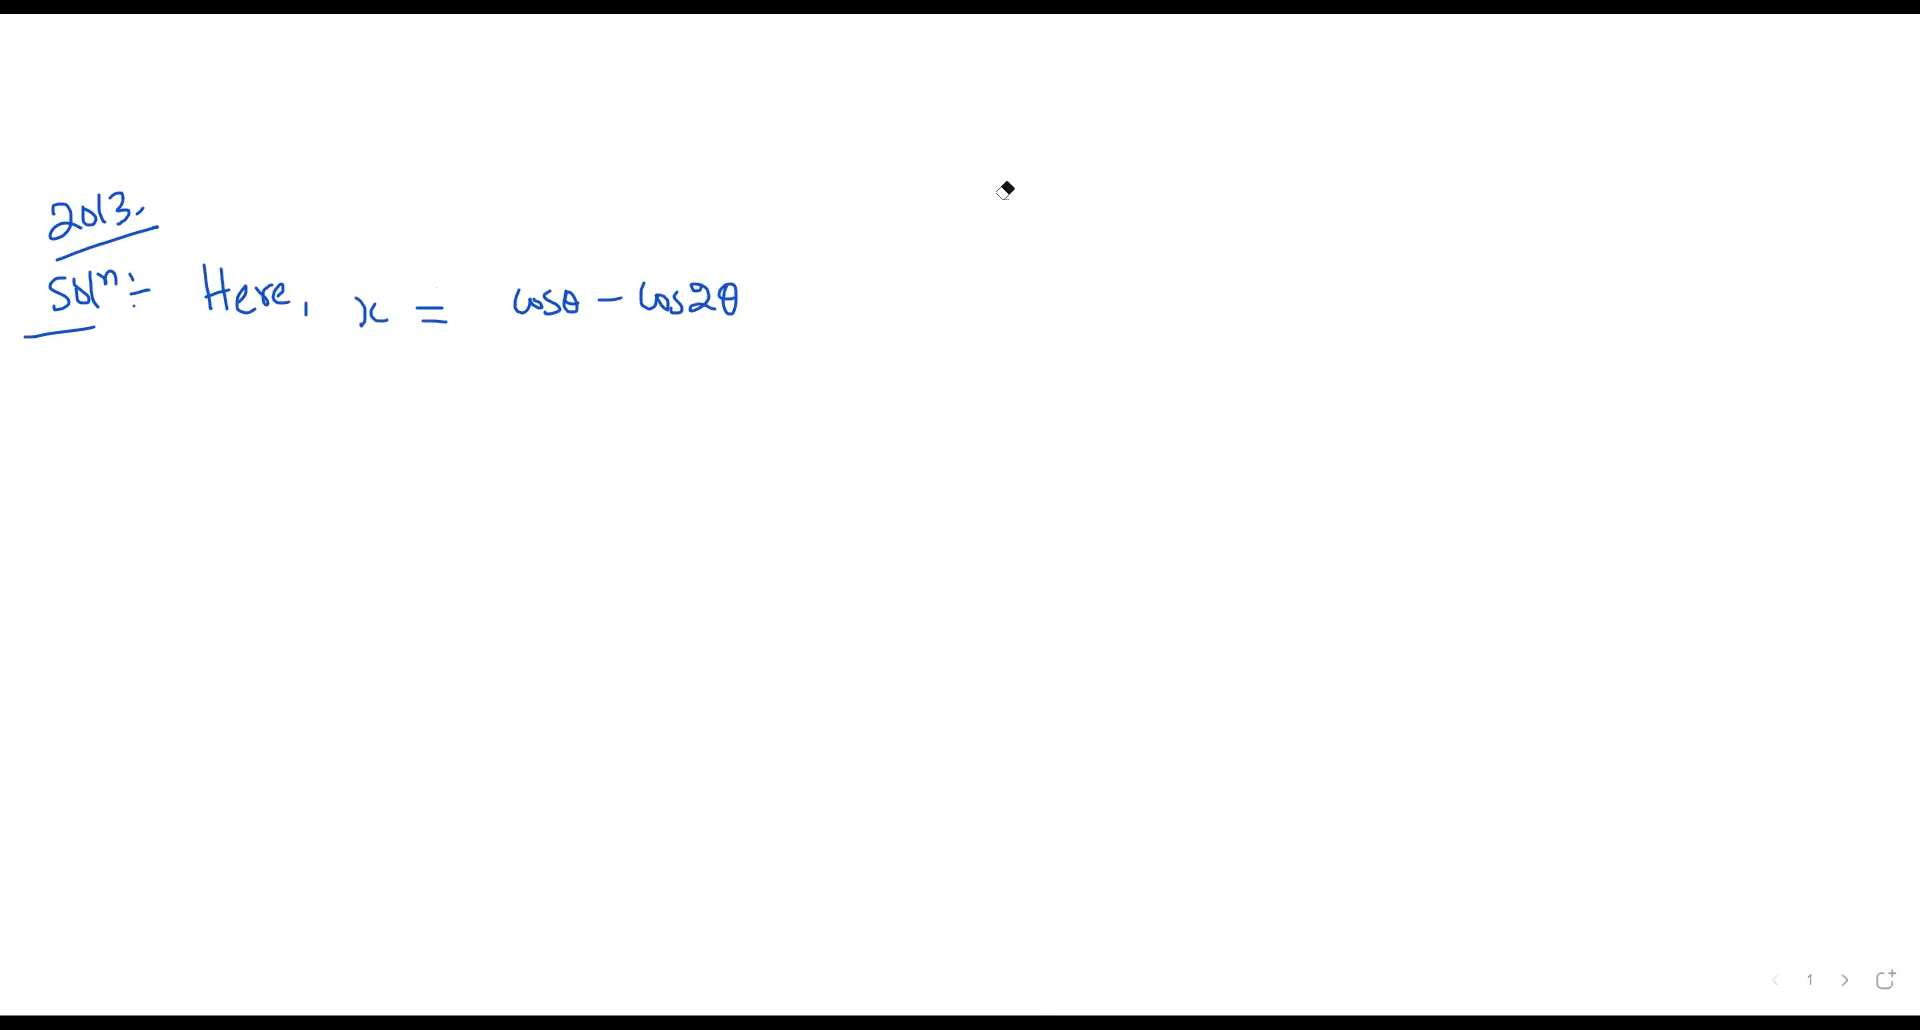 2013.
Solⁿ:- Here, x = cosθ - cos2θ
1